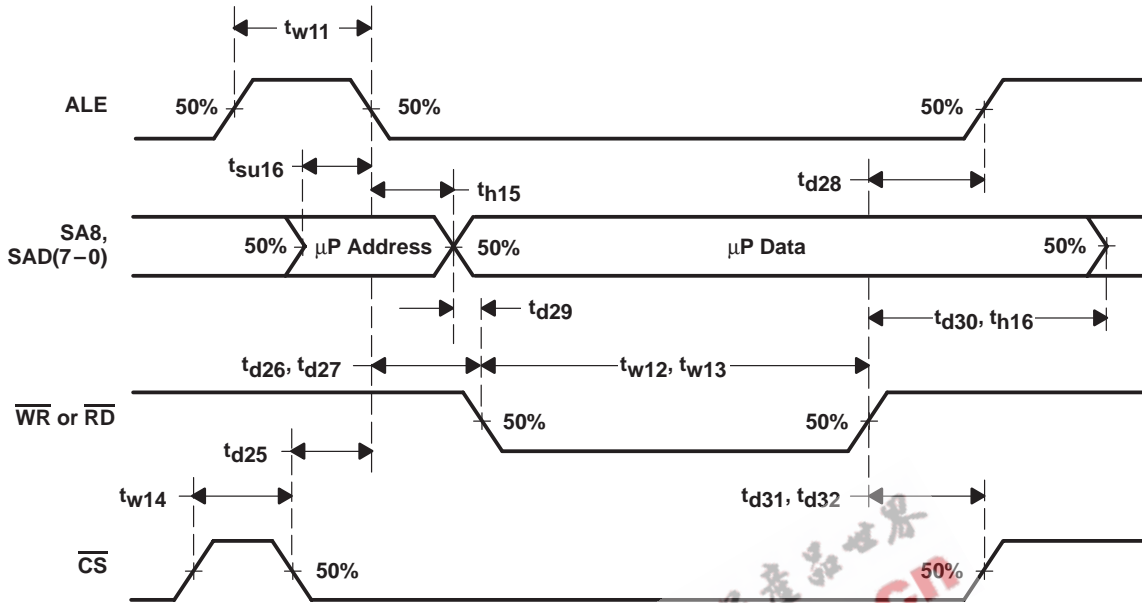 tw11
ALE
50%
50%
50%
tsu16
th15
td28
SA8,
SAD(7−0)
50%
μP Address
50%
μP Data
50%
td29
td30, th16
td26, td27
tw12, tw13
WR or RD
50%
50%
td25
tw14
td31, td32
CS
50%
50%